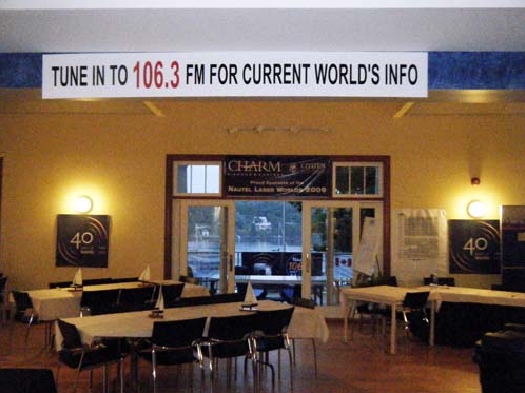 TUNE IN TO 106.3 FM FOR CURRENT WORLD'S INFO
CHARM
Proud Sponsors of the
NAUTEL LASER WORLDS 2009
40
40
106